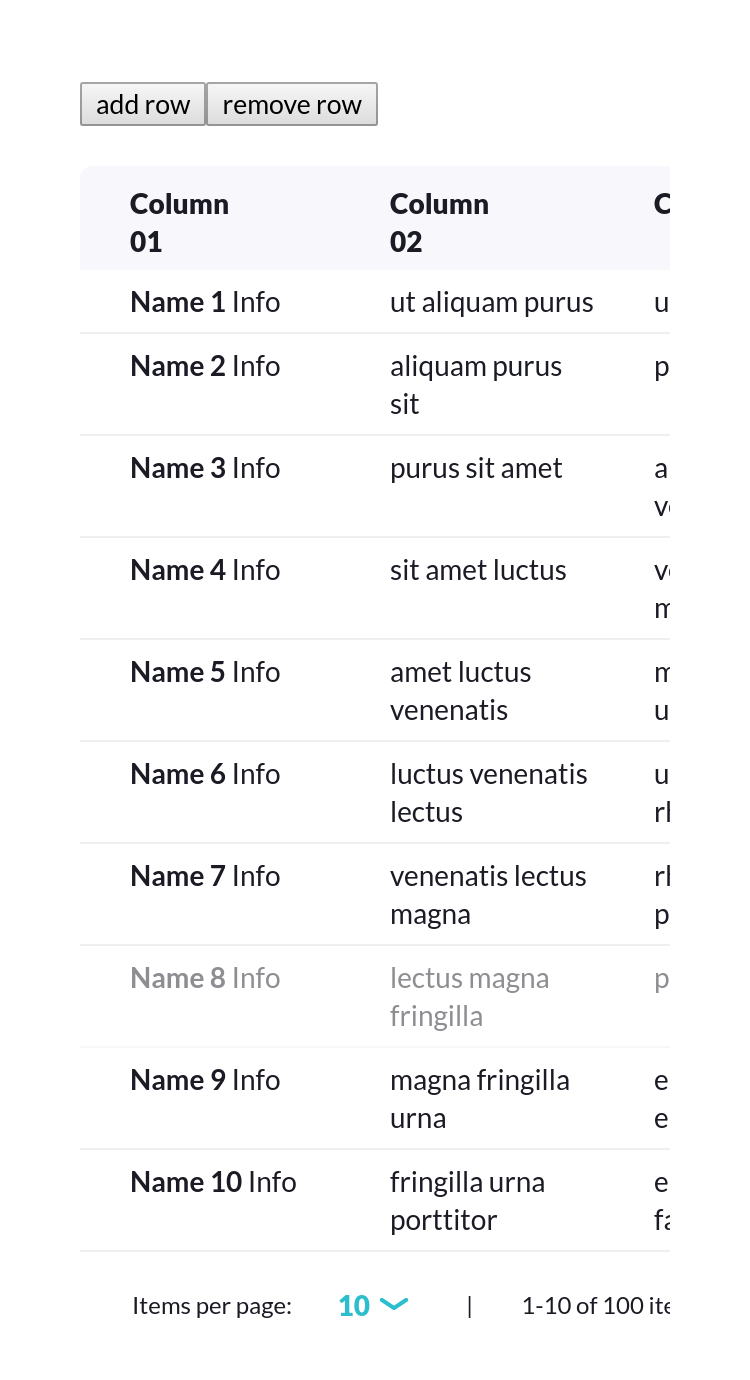 add row remove row
Column 01 Column 02
Name 1 Info ut aliquam purus
Name 2 Info aliquam purus
sit
Name 3 Info purus sit amet
Name 4 Info sit amet luctus
Name 5 Info amet luctus
venenatis
Name 6 Info luctus venenatis
lectus
Name 7 Info venenatis lectus
magna
Name 8 Info lectus magna
fringilla
Name 9 Info magna fringilla
urna
Name 10 Info fringilla urna
porttitor
Items per page: 10 | 1-10 of 100